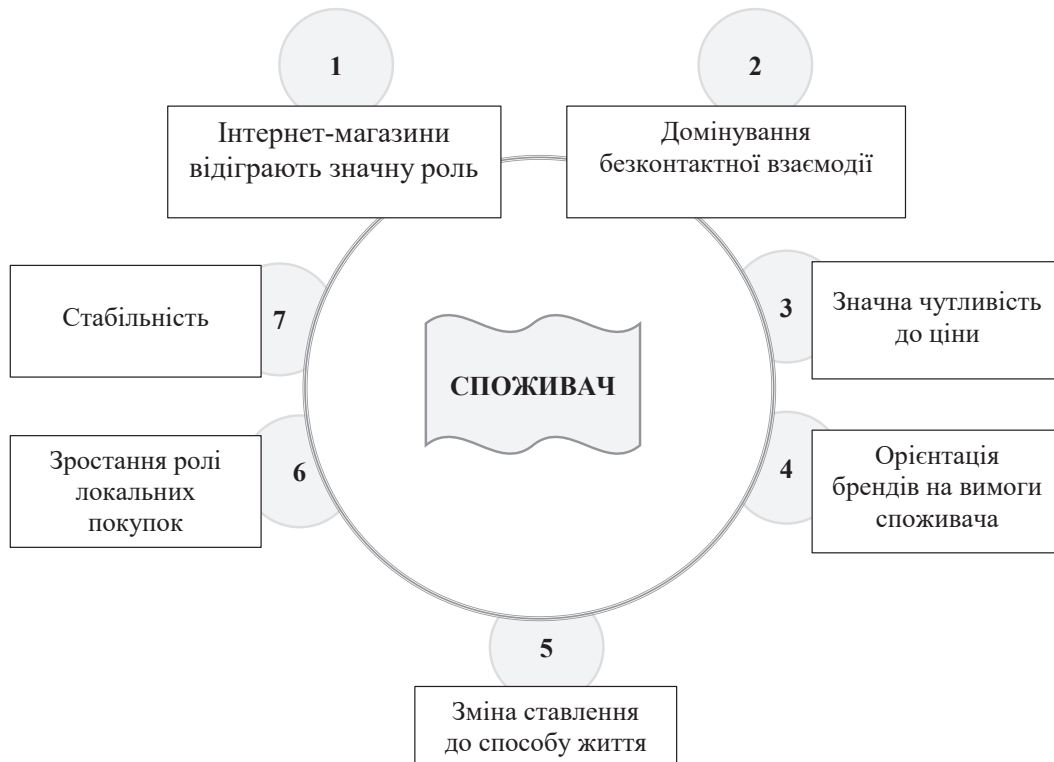 1
Інтернет-магазини
відіграють значну роль
2
Домінування
безконтактної взаємодії
3
Значна чутливість
до ціни
4
Орієнтація
брендів на вимоги
споживача
5
Зміна ставлення
до способу життя
6
Зростання ролі
локальних
покупок
7
Стабільність
СПОЖИВАЧ